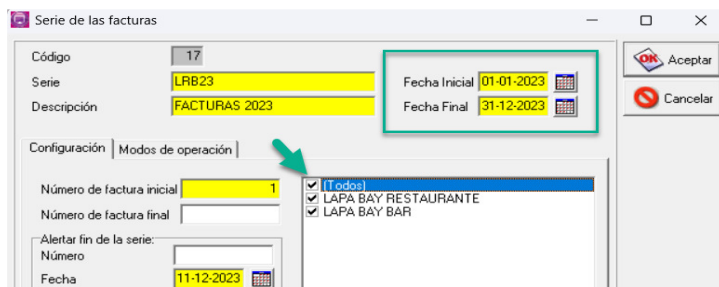 Serie de las facturas
Código 17
Serie LRB23
Descripción FACTURAS 2023
Fecha Inicial 01-01-2023
Fecha Final 31-12-2023
OK Aceptar
Cancelar
Configuración Modos de operación
Número de factura inicial 1
Número de factura final
Alertar fin de la serie:
Número
Fecha 11-12-2023
(Todos)
LAPA BAY RESTAURANTE
LAPA BAY BAR